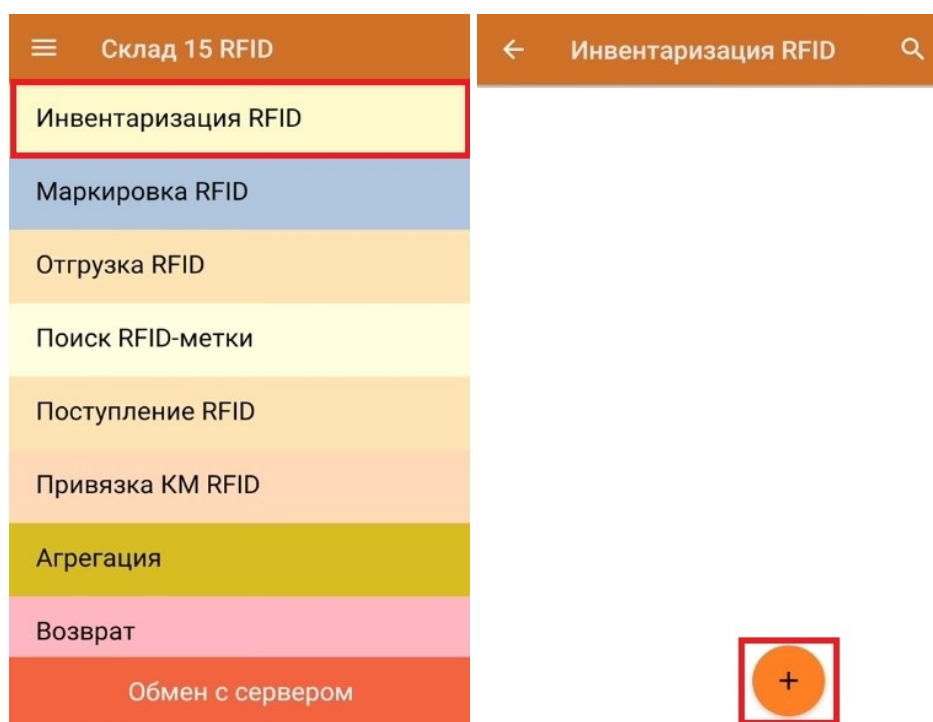 Склад 15 RFID
Инвентаризация RFID
Маркировка RFID
Отгрузка RFID
Поиск RFID-метки
Поступление RFID
Привязка КМ RFID
Агрегация
Возврат
Обмен с сервером
Инвентаризация RFID
+